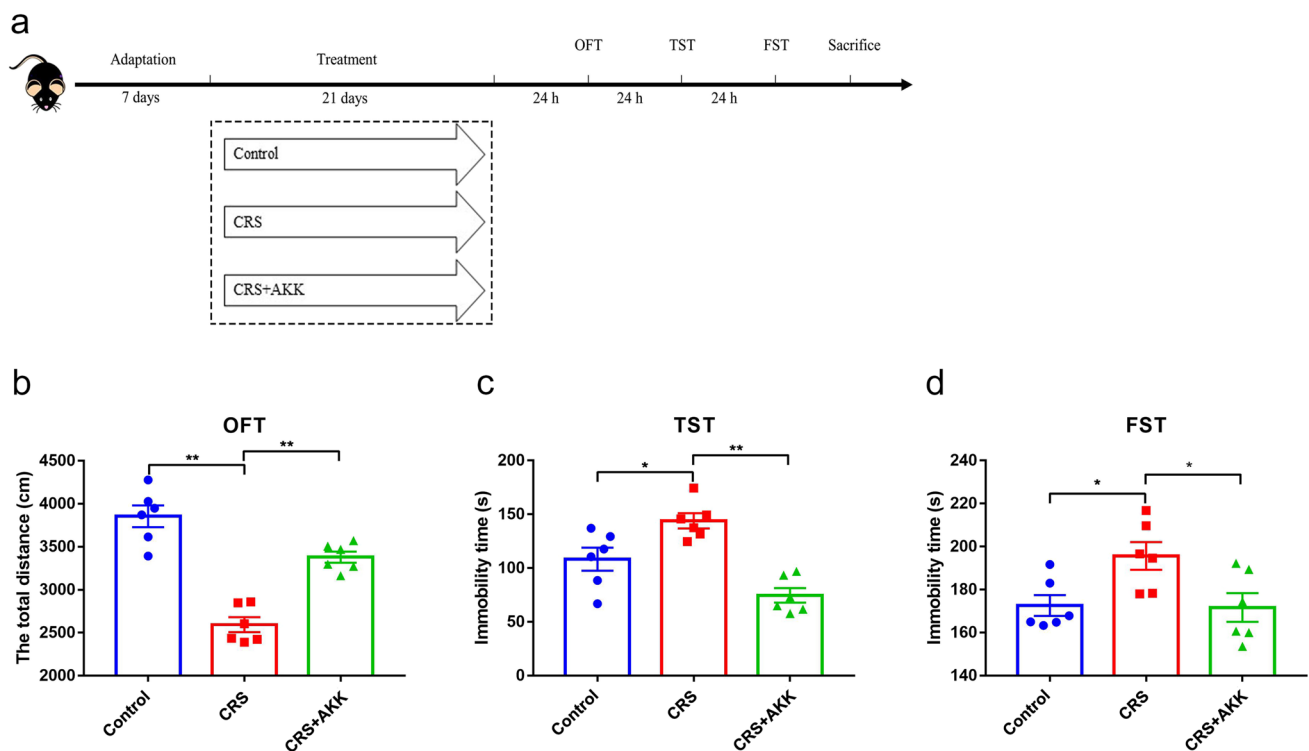 a
OFT TST FST Sacrifice
Adaptation Treatment
7 days 21 days 24 h 24 h 24 h
Control
CRS
CRS+AKK
b
OFT
** **
The total distance (cm)
4500
4000
3500
3000
2500
2000
Control CRS CRS+AKK
c
TST
* **
Immobility time (s)
200
150
100
50
0
Control CRS CRS+AKK
d
FST
* *
Immobility time (s)
240
220
200
180
160
140
Control CRS CRS+AKK